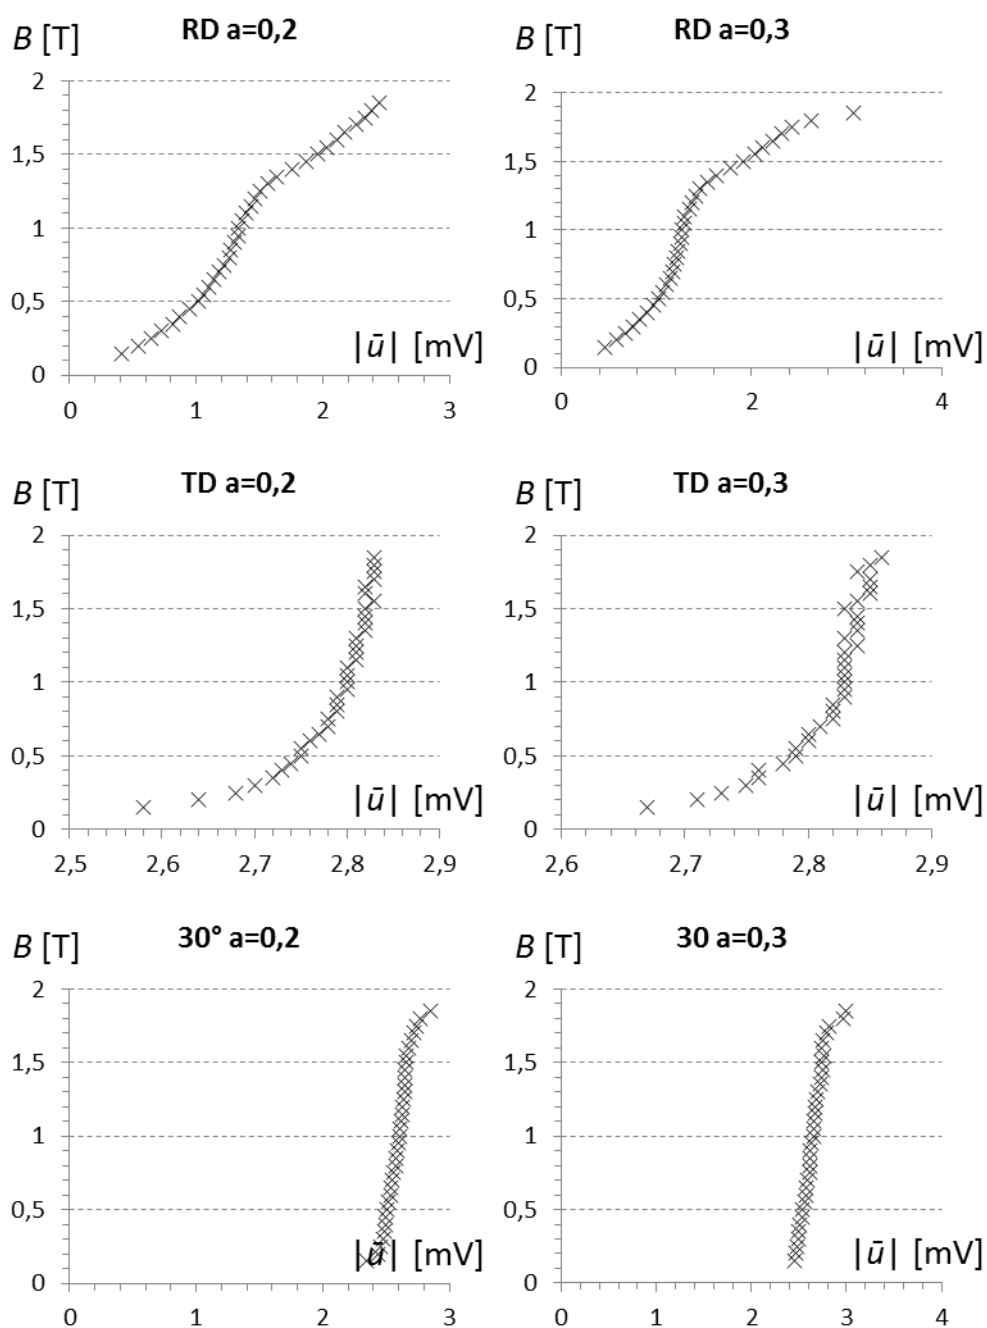 RD a=0,2
B [T]
2
1,5
1
0,5
0
|ū| [mV]
0 1 2 3
RD a=0,3
B [T]
2
1,5
1
0,5
0
|ū| [mV]
0 2 4
TD a=0,2
B [T]
2
1,5
1
0,5
0
|ū| [mV]
2,5 2,6 2,7 2,8 2,9
TD a=0,3
B [T]
2
1,5
1
0,5
0
|ū| [mV]
2,6 2,7 2,8 2,9
30° a=0,2
B [T]
2
1,5
1
0,5
0
|ū| [mV]
0 1 2 3
30 a=0,3
B [T]
2
1,5
1
0,5
0
|ū| [mV]
0 1 2 3 4